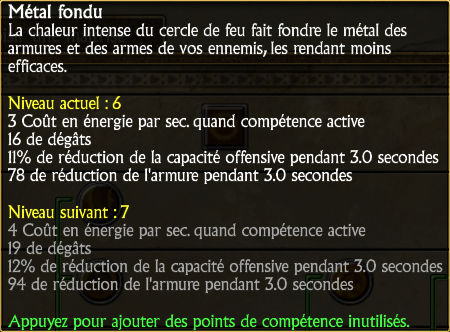 Métal fondu
La chaleur intense du cercle de feu fait fondre le métal des
armures et des armes de vos ennemis, les rendant moins
efficaces.
Niveau actuel : 6
3 Coût en énergie par sec. quand compétence active
16 de dégâts
11% de réduction de la capacité offensive pendant 3.0 secondes
78 de réduction de l'armure pendant 3.0 secondes
Niveau suivant : 7
4 Coût en énergie par sec. quand compétence active
19 de dégâts
12% de réduction de la capacité offensive pendant 3.0 secondes
94 de réduction de l'armure pendant 3.0 secondes
Appuyez pour ajouter des points de compétence inutilisés.